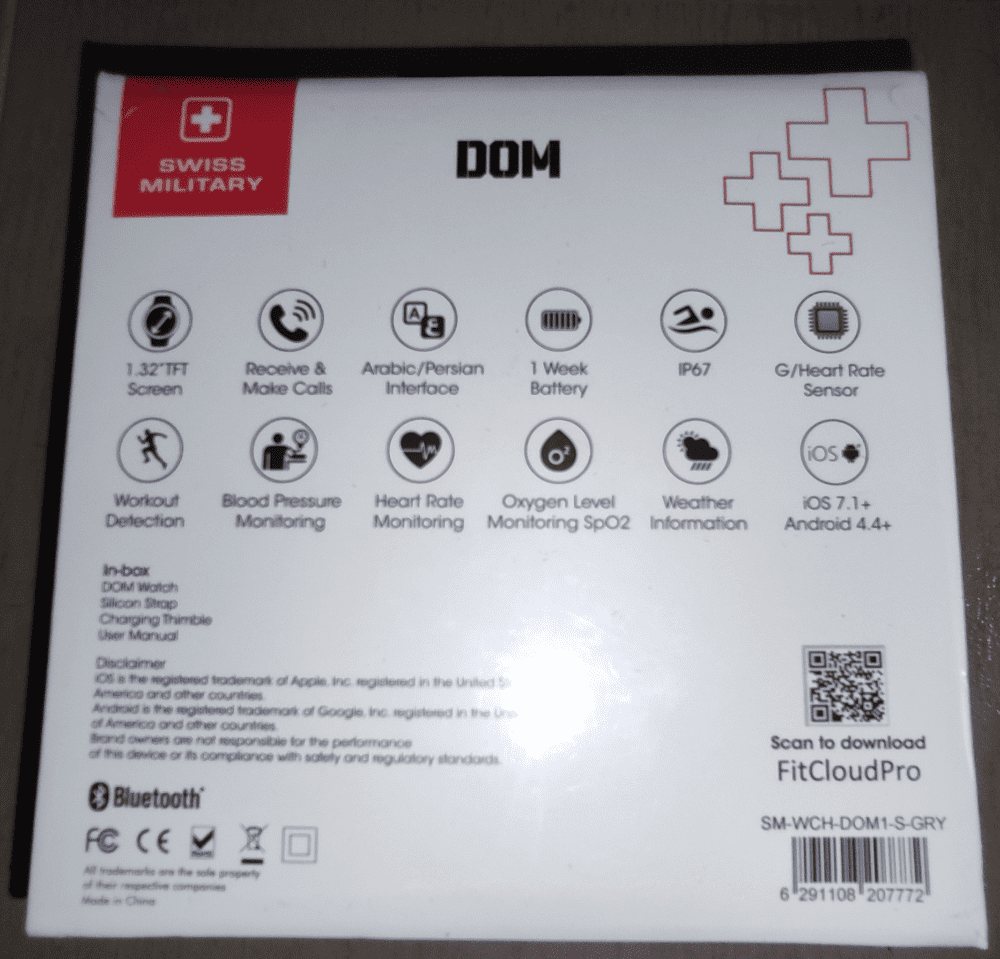 SWISS
MILITARY
DOM
1.32"TFT
Screen
Receive &
Make Calls
Arabic/Persian
Interface
1 Week
Battery
IP67
G/Heart Rate
Sensor
Workout
Detection
Blood Pressure
Monitoring
Heart Rate
Monitoring
O²
Oxygen Level
Monitoring SpO2
Weather
Information
iOS
iOS 7.1+
Android 4.4+
In-box
DOM Watch
Silicon Strap
Charging Thimble
User Manual
Disclaimer
iOS is the registered trademark of Apple, Inc. registered in the United
America and other countries.
Android is the registered trademark of Google, Inc. registered in the
of America and other countries.
Brand owners are not responsible for the performance
of this device or its compliance with safety and regulatory standards.
Bluetooth
FC CE
All trademarks are the sole property
of their respective companies
Made in China
Scan to download
FitCloudPro
SM-WCH-DOM1-S-GRY
6 291108 207772